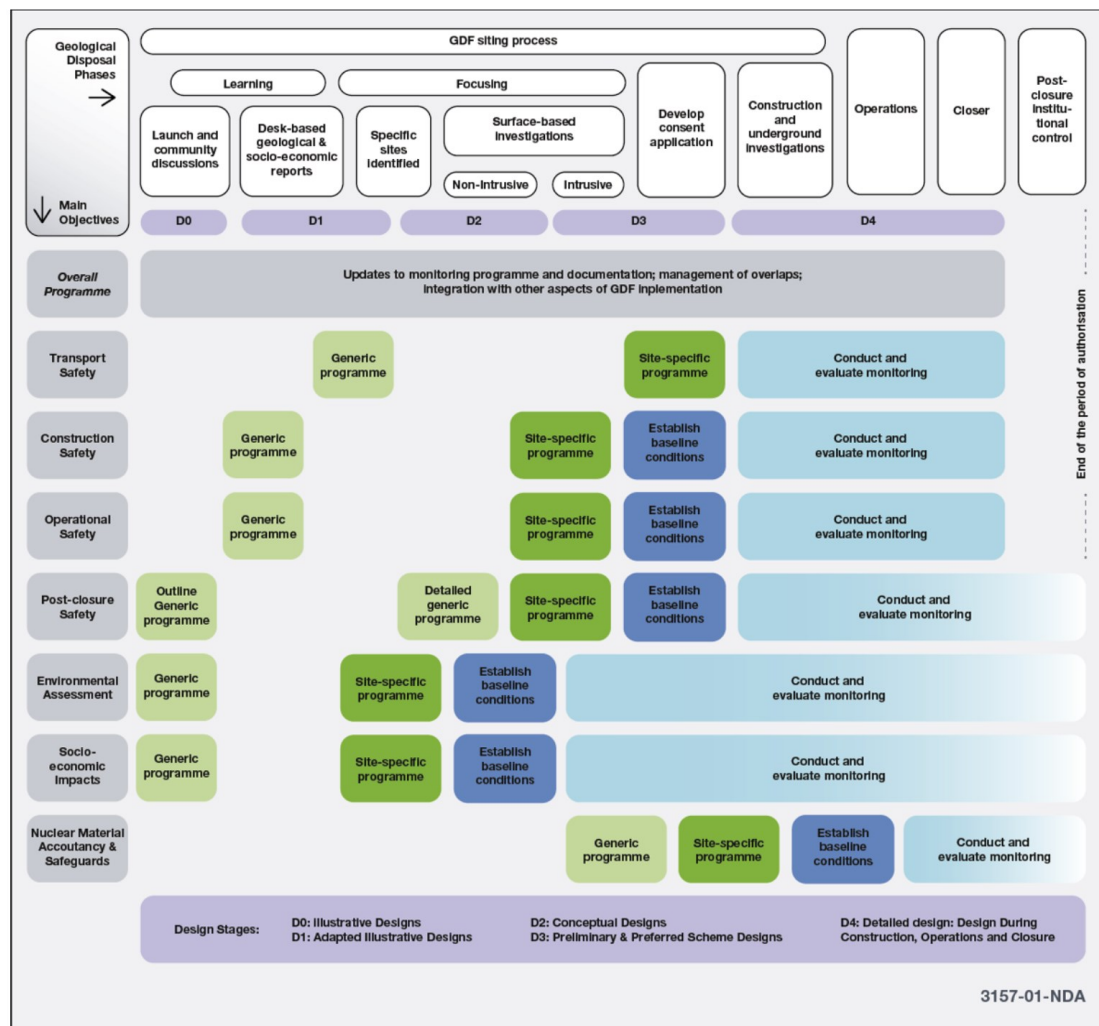 Geological
Disposal
Phases
Main
Objectives
GDF siting process
Learning
Focusing
Launch and
community
discussions
Desk-based
geological &
socio-economic
reports
Specific
sites
identified
Surface-based
investigations
Non-Intrusive
Intrusive
Develop
consent
application
Construction
and
underground
investigations
Operations
Closer
Post-
closure
institu-
tional
control
D0
D1
D2
D3
D4
Overall
Programme
Updates to monitoring programme and documentation; management of overlaps;
integration with other aspects of GDF inplementation
End of the period of authorisation
Transport
Safety
Generic
programme
Site-specific
programme
Conduct and
evaluate monitoring
Construction
Safety
Generic
programme
Site-specific
programme
Establish
baseline
conditions
Conduct and
evaluate monitoring
Operational
Safety
Generic
programme
Site-specific
programme
Establish
baseline
conditions
Conduct and
evaluate monitoring
Post-closure
Safety
Outline
Generic
programme
Detailed
generic
programme
Site-specific
programme
Establish
baseline
conditions
Conduct and
evaluate monitoring
Environmental
Assessment
Generic
programme
Site-specific
programme
Establish
baseline
conditions
Conduct and
evaluate monitoring
Socio-
economic
Impacts
Generic
programme
Site-specific
programme
Establish
baseline
conditions
Conduct and
evaluate monitoring
Nuclear Material
Accoutancy &
Safeguards
Generic
programme
Site-specific
programme
Establish
baseline
conditions
Conduct and
evaluate monitoring
Design Stages:
D0: Illustrative Designs
D1: Adapted Illustrative Designs
D2: Conceptual Designs
D3: Preliminary & Preferred Scheme Designs
D4: Detailed design: Design During
Construction, Operations and Closure
3157-01-NDA